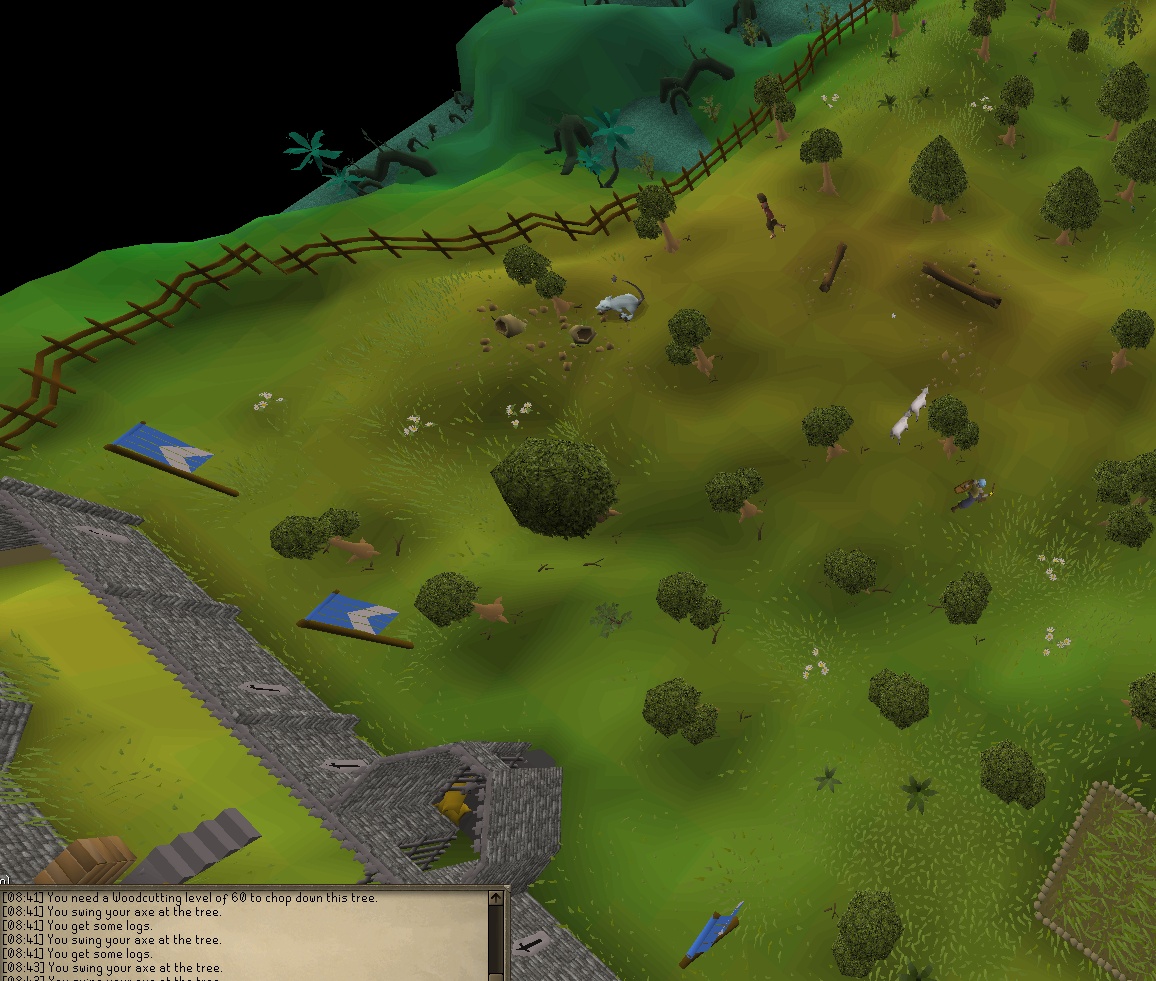 [08:41] You need a Woodcutting level of 60 to chop down this tree.
[08:41] You swing your axe at the tree.
[08:41] You get some logs.
[08:41] You swing your axe at the tree.
[08:41] You get some logs.
[08:43] You swing your axe at the tree.